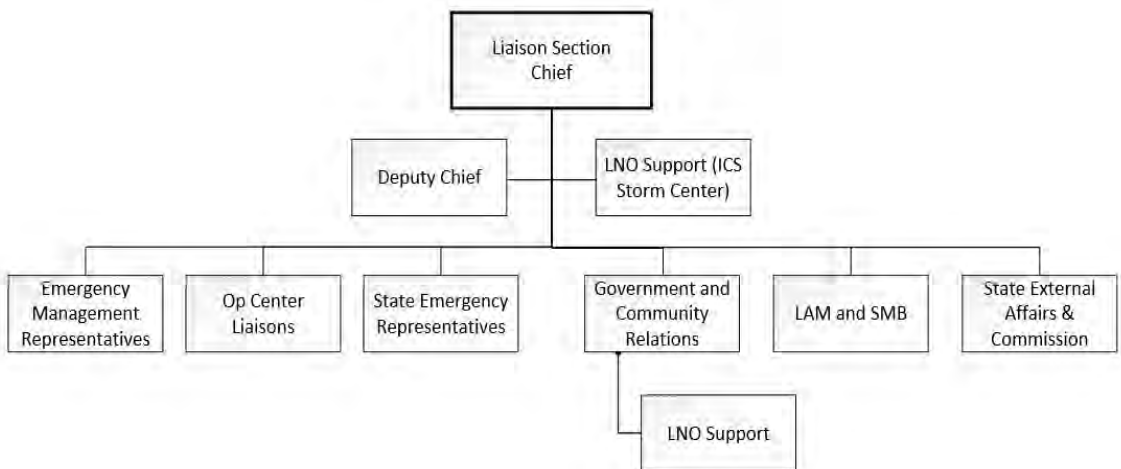 Liaison Section
Chief
Deputy Chief
LNO Support (ICS
Storm Center)
Emergency
Management
Representatives
Op Center
Liaisons
State Emergency
Representatives
Government and
Community
Relations
LAM and SMB
State External
Affairs &
Commission
LNO Support